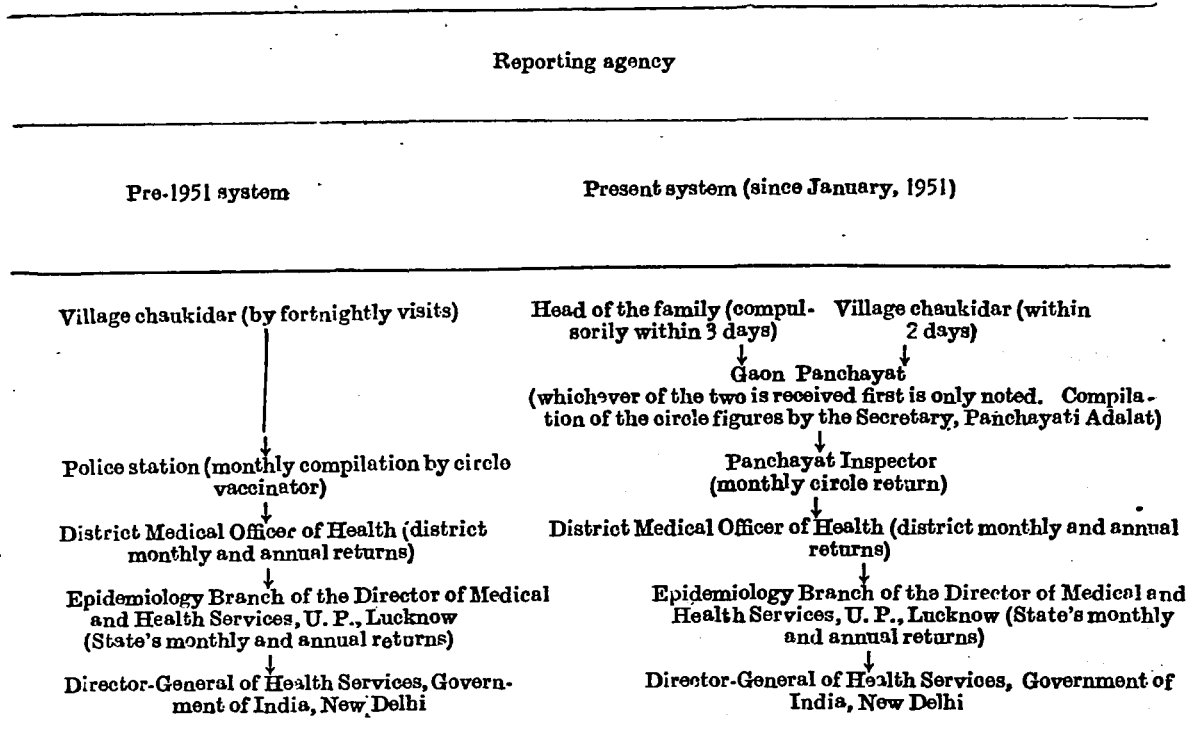 Reporting agency
Pre-1951 system
Present system (since January, 1951)
Village chaukidar (by fortnightly visits)
Police station (monthly compilation by circle
vaccinator)
District Medical Officer of Health (district
monthly and annual returns)
Epidemiology Branch of the Director of Medical
and Health Services, U. P., Lucknow
(State's monthly and annual returns)
Director-General of Health Services, Govern-
ment of India, New Delhi
Head of the family (compul-
sorily within 3 days)
Village chaukidar (within
2 days)
Gaon Panchayat
(whichever of the two is received first is only noted. Compila-
tion of the circle figures by the Secretary, Panchayati Adalat)
Panchayat Inspector
(monthly circle return)
District Medical Officer of Health (district monthly and annual
returns)
Epidemiology Branch of the Director of Medical and
Health Services, U. P., Lucknow (State's monthly
and annual returns)
Director-General of Health Services, Government of
India, New Delhi